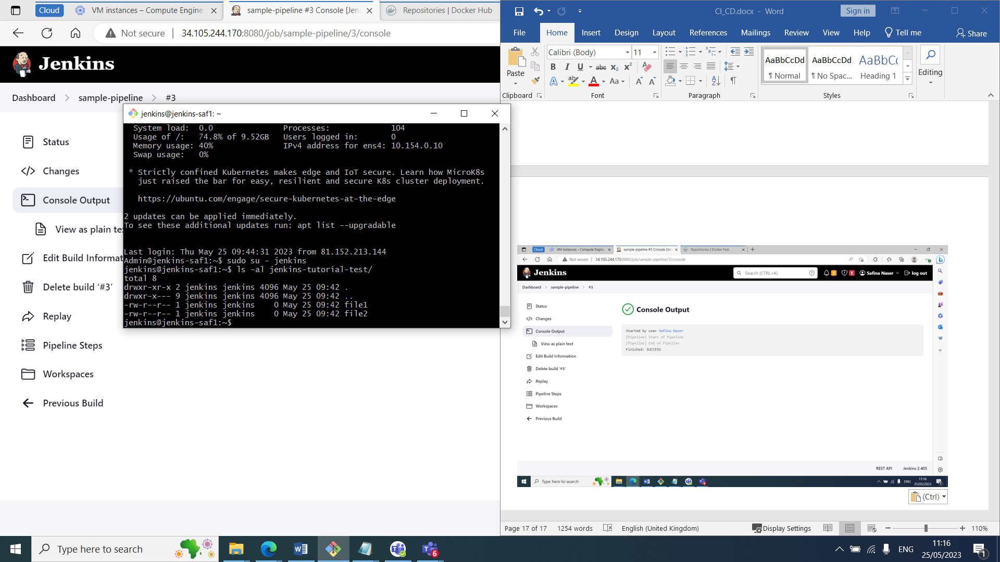 Cloud
VM instances – Compute Engine
sample-pipeline #3 Console [Jen
Repositories | Docker Hub
Not secure
34.105.244.170:8080/job/sample-pipeline/3/console
Jenkins
Dashboard
sample-pipeline
#3
Status
Changes
Console Output
View as plain te
Edit Build Informat
Delete build ‘#3’
Replay
Pipeline Steps
Workspaces
Previous Build
jenkins@jenkins-saf1: ~
System load: 0.0 Processes: 104
Usage of /: 74.8% of 9.52GB Users logged in: 0
Memory usage: 40% IPv4 address for ens4: 10.154.0.10
Swap usage: 0%
* Strictly confined Kubernetes makes edge and IoT secure. Learn how MicroK8s
just raised the bar for easy, resilient and secure K8s cluster deployment.
https://ubuntu.com/engage/secure-kubernetes-at-the-edge
2 updates can be applied immediately.
To see these additional updates run: apt list --upgradable
Last login: Thu May 25 09:44:31 2023 from 81.152.213.144
Admin@jenkins-saf1:~$ sudo su - jenkins
jenkins@jenkins-saf1:~$ ls -al jenkins-tutorial-test/
total 8
drwxr-xr-x 2 jenkins jenkins 4096 May 25 09:42 .
drwxr-x--- 9 jenkins jenkins 4096 May 25 09:42 ..
-rw-r--r-- 1 jenkins jenkins 0 May 25 09:42 file1
-rw-r--r-- 1 jenkins jenkins 0 May 25 09:42 file2
jenkins@jenkins-saf1:~$
CI_CD.docx - Word
Sign in
File
Home
Insert
Design
Layout
References
Mailings
Review
View
Help
Tell me
Share
Paste
Calibri (Body)
11
B I U abc x₂ x²
A A Aa A A
AaBbCcDd AaBbCcDd AaBbCc
¶ Normal ¶ No Spac... Heading 1
Editing
Clipboard
Font
Paragraph
Styles
Cloud
VM instances – Compute Engine
sample-pipeline #3 Console [Jen
Repositories | Docker Hub
Not secure
34.105.244.170:8080/job/sample-pipeline/3/console
Jenkins
Search (CTRL+K)
1
1
Safina Naser
log out
Dashboard
sample-pipeline
#3
Status
Changes
Console Output
View as plain text
Edit Build Information
Delete build ‘#3’
Replay
Pipeline Steps
Workspaces
Previous Build
Console Output
Started by user Safina Naser
[Pipeline] Start of Pipeline
[Pipeline] End of Pipeline
Finished: SUCCESS
REST API
Jenkins 2.405
Type here to search
ENG
11:16
25/05/2023
(Ctrl)
Page 17 of 17
1254 words
English (United Kingdom)
Display Settings
110%
Type here to search
6
ENG
11:16
25/05/2023
1